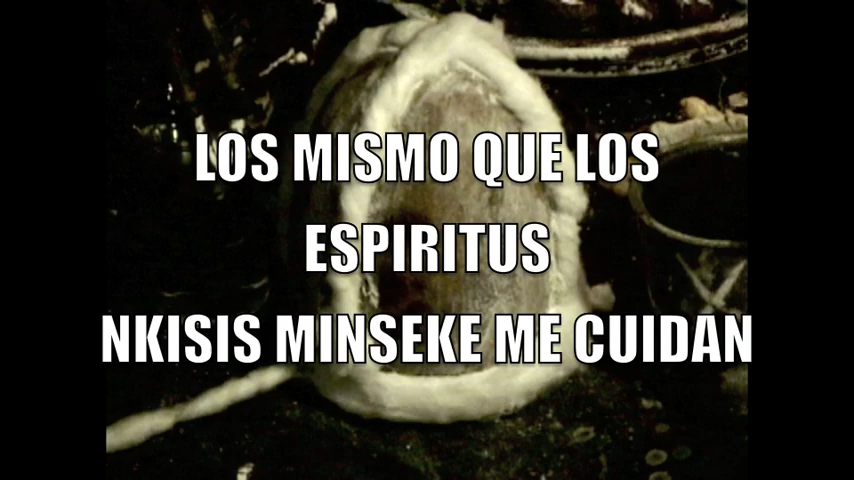 LOS MISMO QUE LOS
ESPIRITUS
NKISIS MINSEKE ME CUIDAN